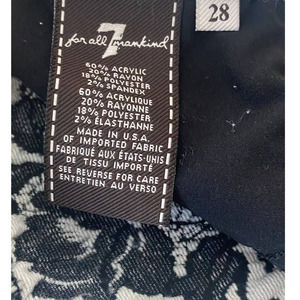 28
7
for all mankind
60% ACRYLIC
20% RAYON
18% POLYESTER
2% SPANDEX
60% ACRYLIQUE
20% RAYONNE
18% POLYESTER
2% ÉLASTHANNE
MADE IN U.S.A.
OF IMPORTED FABRIC
FABRIQUÉ AUX ÉTATS-UNIS
DE TISSU IMPORTÉ
SEE REVERSE FOR CARE
ENTRETIEN AU VERSO